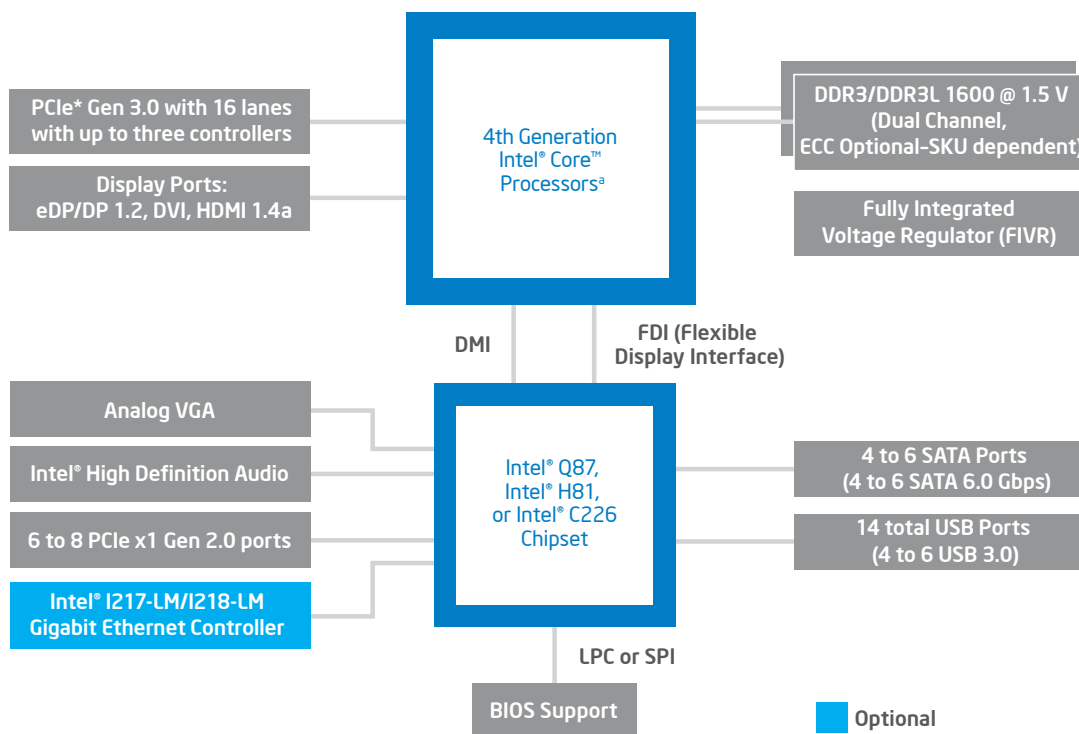 PCIe* Gen 3.0 with 16 lanes
with up to three controllers
Display Ports:
eDP/DP 1.2, DVI, HDMI 1.4a
4th Generation
Intel® Core™
Processorsᵃ
DDR3/DDR3L 1600 @ 1.5 V
(Dual Channel,
ECC Optional–SKU dependent)
Fully Integrated
Voltage Regulator (FIVR)
DMI
FDI (Flexible
Display Interface)
Analog VGA
Intel® High Definition Audio
6 to 8 PCIe x1 Gen 2.0 ports
Intel® I217-LM/I218-LM
Gigabit Ethernet Controller
Intel® Q87,
Intel® H81,
or Intel® C226
Chipset
4 to 6 SATA Ports
(4 to 6 SATA 6.0 Gbps)
14 total USB Ports
(4 to 6 USB 3.0)
LPC or SPI
BIOS Support
Optional